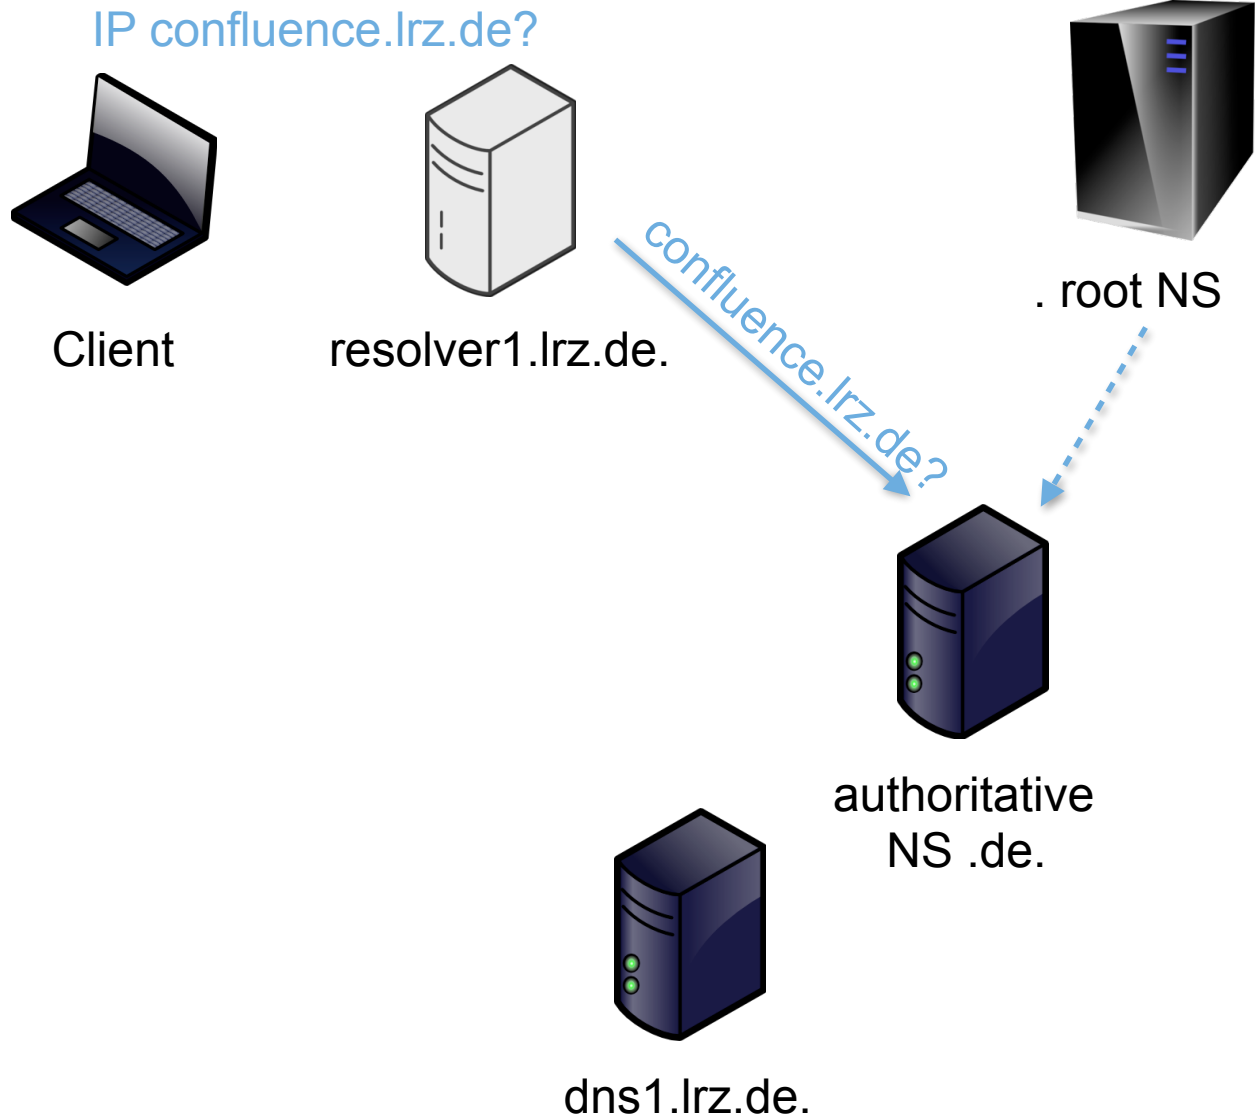 IP confluence.lrz.de?
confluence.lrz.de?
. root NS
Client
resolver1.lrz.de.
authoritative
NS .de.
dns1.lrz.de.